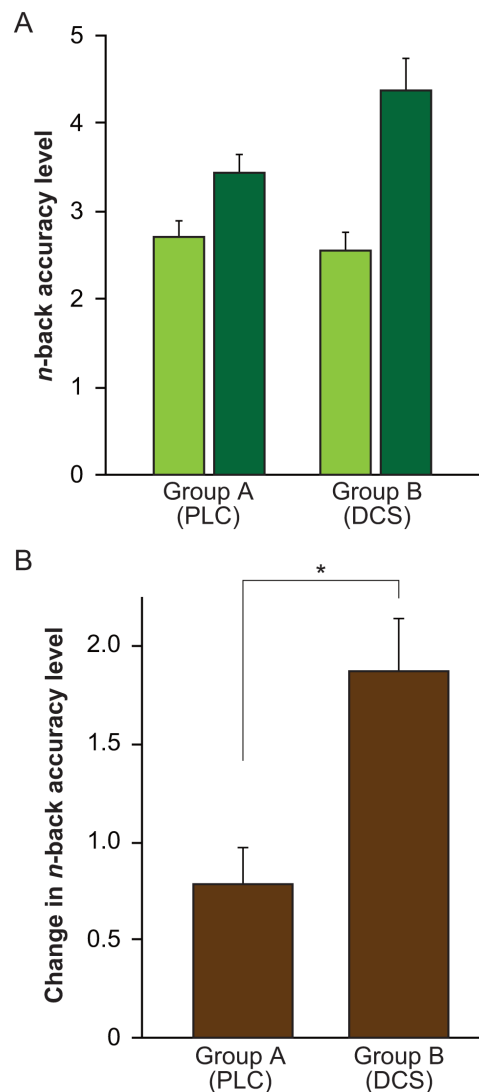 A
n-back accuracy level
5
4
3
2
1
0
Group A
(PLC)
Group B
(DCS)
B
*
Change in n-back accuracy level
2.0
1.5
1.0
0.5
0
Group A
(PLC)
Group B
(DCS)